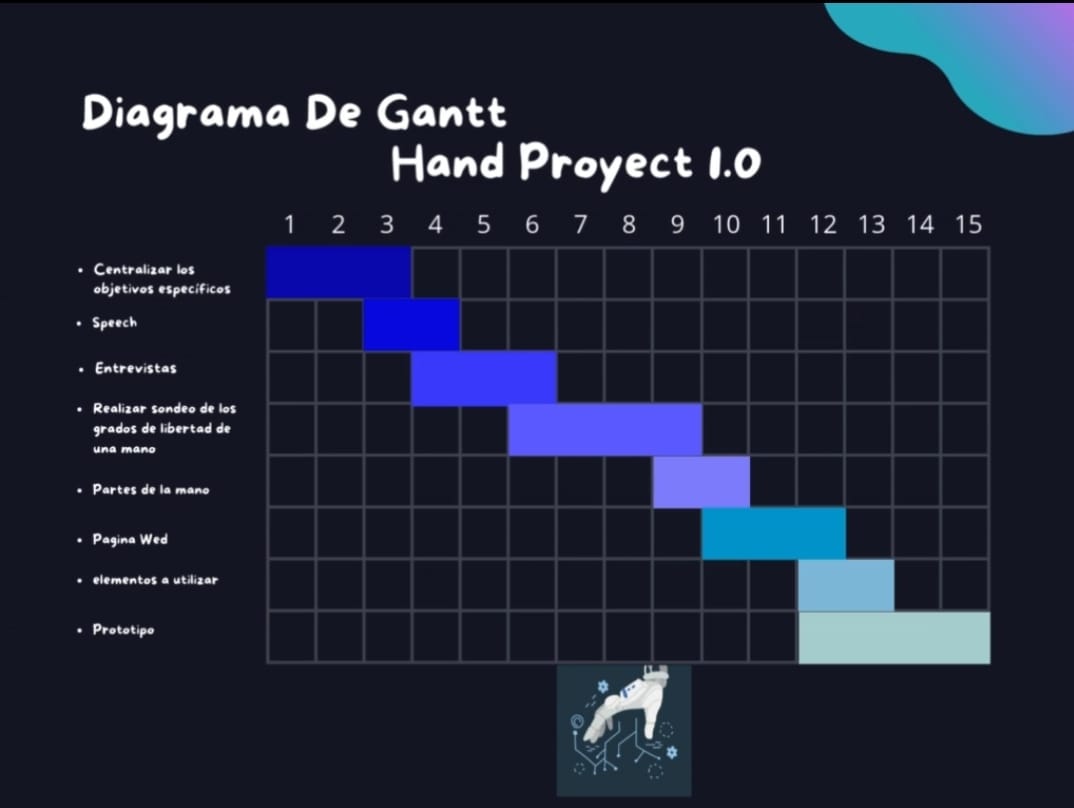 Diagrama De Gantt
Hand Proyect 1.0
1 2 3 4 5 6 7 8 9 10 11 12 13 14 15
• Centralizar los
objetivos específicos
• Speech
• Entrevistas
• Realizar sondeo de los
grados de libertad de
una mano
• Partes de la mano
• Pagina Wed
• elementos a utilizar
• Prototipo